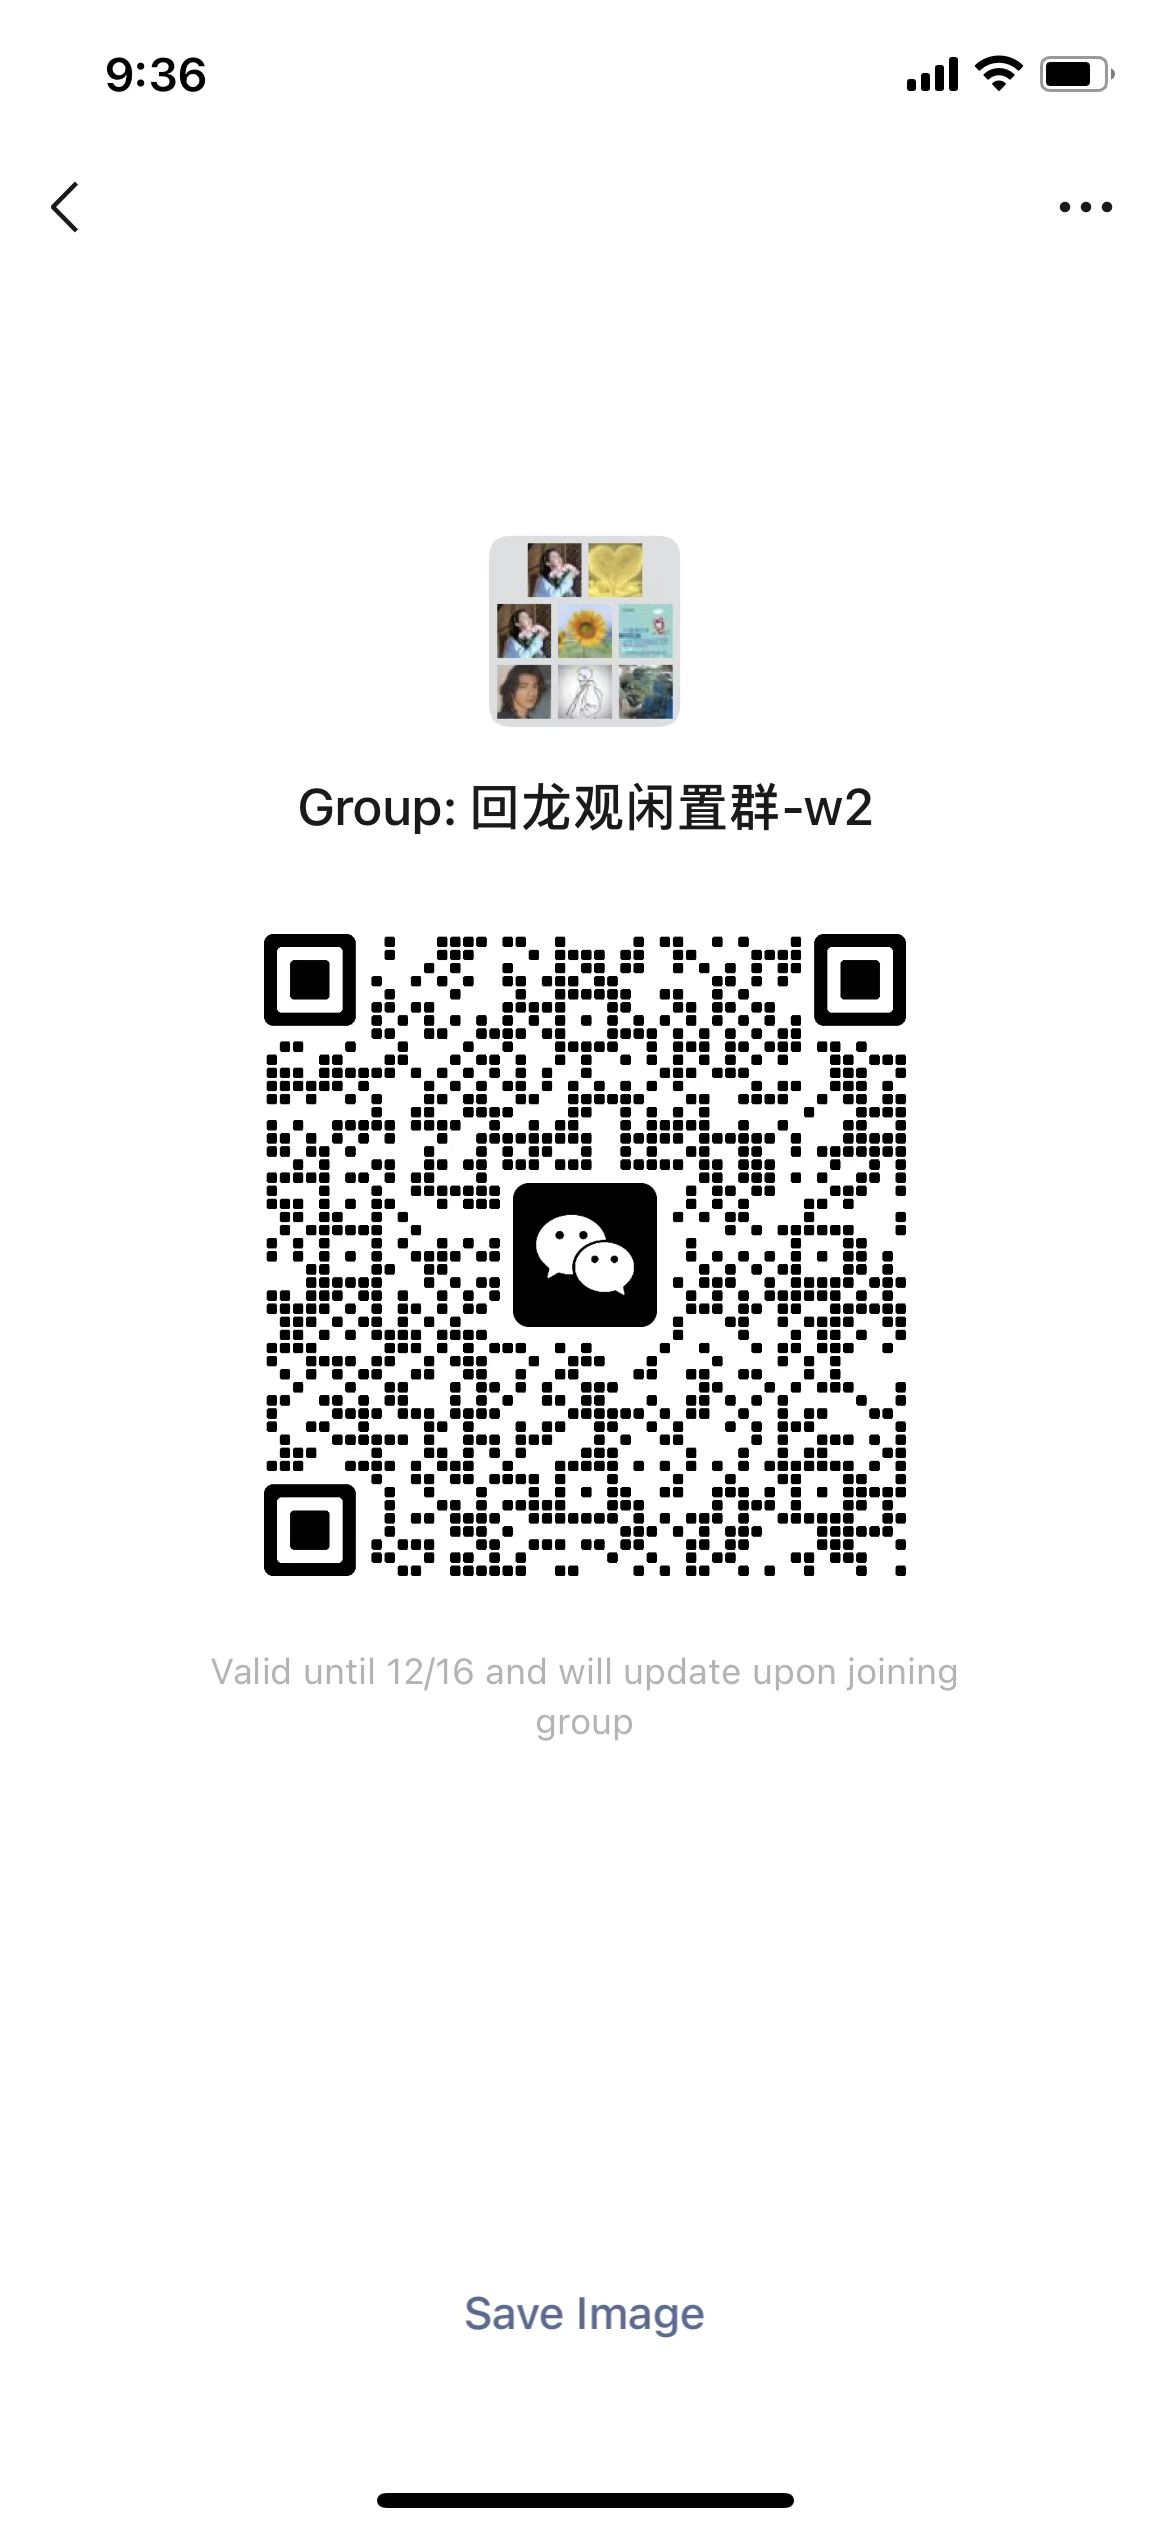 9:36
Group: 回龙观闲置群-w2
Valid until 12/16 and will update upon joining
group
Save Image